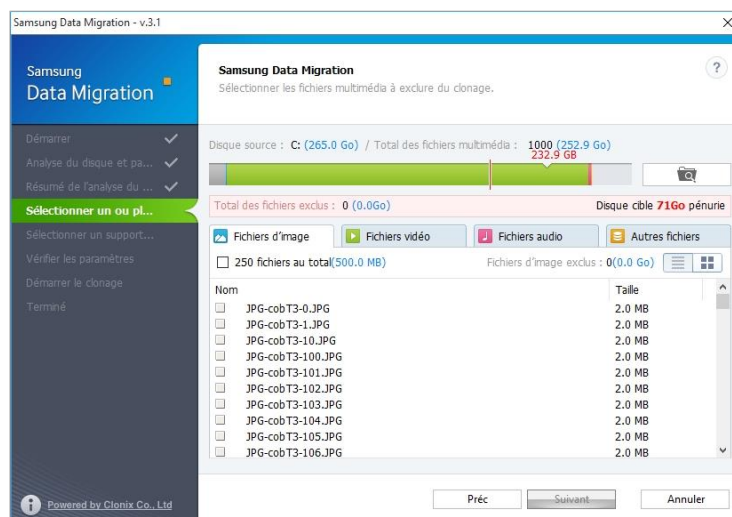 Samsung Data Migration - v.3.1
Samsung
Data Migration
Démarrer
Analyse du disque et pa...
Résumé de l'analyse du ...
Sélectionner un ou pl...
Sélectionner un support...
Vérifier les paramètres
Démarrer le clonage
Terminé
Powered by Clonix Co., Ltd
Samsung Data Migration
Sélectionner les fichiers multimédia à exclure du clonage.
?
Disque source : C: (265.0 Go) / Total des fichiers multimédia : 1000 (252.9 Go)
232.9 GB
Total des fichiers exclus : 0 (0.0Go) Disque cible 71Go pénurie
Fichiers d'image Fichiers vidéo Fichiers audio Autres fichiers
250 fichiers au total(500.0 MB) Fichiers d'image exclus : 0(0.0 Go)
Nom Taille
JPG-cobT3-0.JPG 2.0 MB
JPG-cobT3-1.JPG 2.0 MB
JPG-cobT3-10.JPG 2.0 MB
JPG-cobT3-100.JPG 2.0 MB
JPG-cobT3-101.JPG 2.0 MB
JPG-cobT3-102.JPG 2.0 MB
JPG-cobT3-103.JPG 2.0 MB
JPG-cobT3-104.JPG 2.0 MB
JPG-cobT3-105.JPG 2.0 MB
JPG-cobT3-106.JPG 2.0 MB
Préc Suivant Annuler